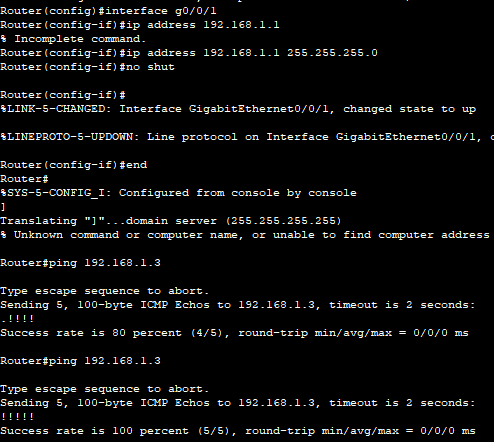 Router(config)#interface g0/0/1
Router(config-if)#ip address 192.168.1.1
% Incomplete command.
Router(config-if)#ip address 192.168.1.1 255.255.255.0
Router(config-if)#no shut
Router(config-if)#
%LINK-5-CHANGED: Interface GigabitEthernet0/0/1, changed state to up
%LINEPROTO-5-UPDOWN: Line protocol on Interface GigabitEthernet0/0/1,
Router(config-if)#end
Router#
%SYS-5-CONFIG_I: Configured from console by console
]
Translating "]"...domain server (255.255.255.255)
% Unknown command or computer name, or unable to find computer address
Router#ping 192.168.1.3
Type escape sequence to abort.
Sending 5, 100-byte ICMP Echos to 192.168.1.3, timeout is 2 seconds:
.!!!!
Success rate is 80 percent (4/5), round-trip min/avg/max = 0/0/0 ms
Router#ping 192.168.1.3
Type escape sequence to abort.
Sending 5, 100-byte ICMP Echos to 192.168.1.3, timeout is 2 seconds:
!!!!!
Success rate is 100 percent (5/5), round-trip min/avg/max = 0/0/0 ms